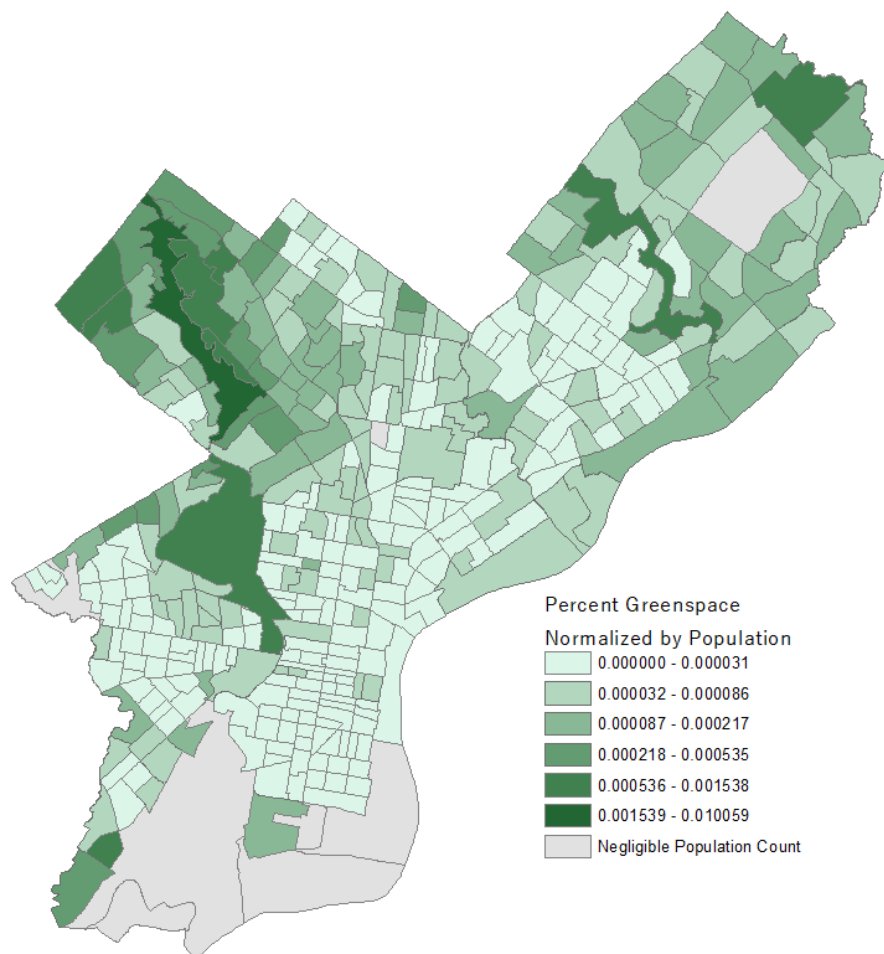 Percent Greenspace
Normalized by Population
0.000000 - 0.000031
0.000032 - 0.000086
0.000087 - 0.000217
0.000218 - 0.000535
0.000536 - 0.001538
0.001539 - 0.010059
Negligible Population Count